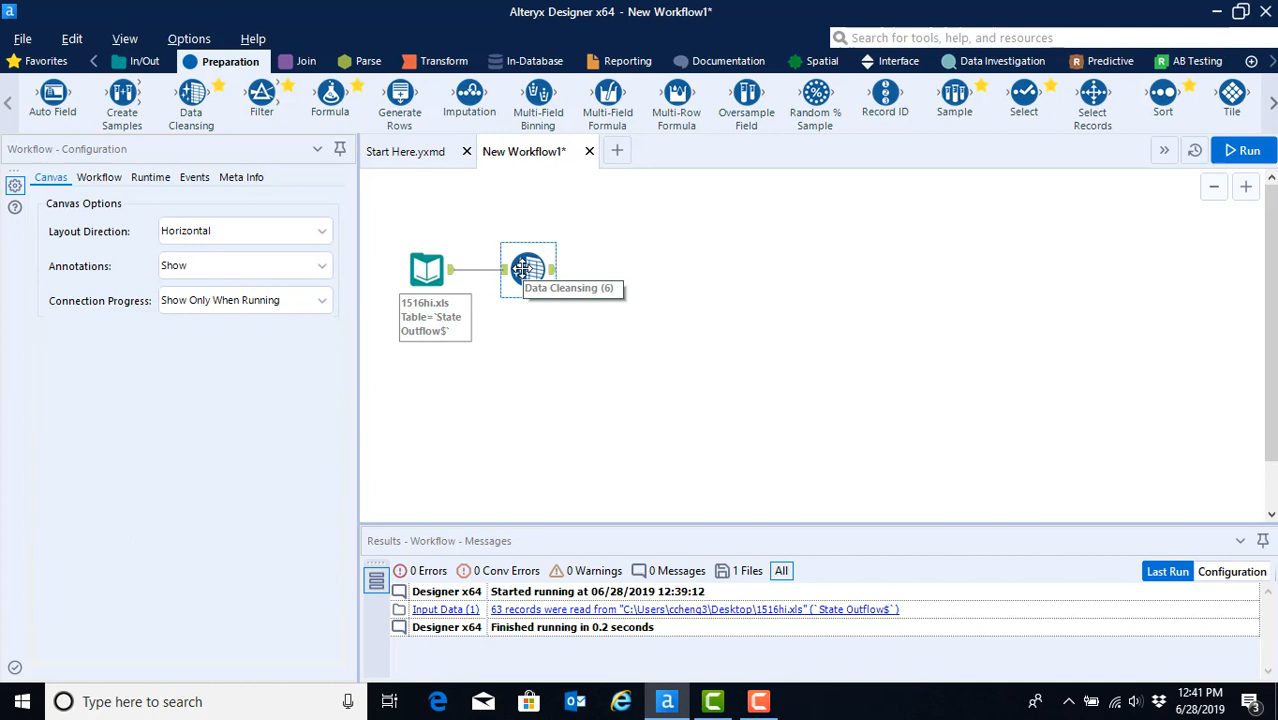 Alteryx Designer x64 - New Workflow1*
File Edit View Options Help
Search for tools, help, and resources
Favorites In/Out Preparation Join Parse Transform In-Database Reporting Documentation Spatial Interface Data Investigation Predictive AB Testing
Auto Field Create Samples Data Cleansing Filter Formula Generate Rows Imputation Multi-Field Binning Multi-Field Formula Multi-Row Formula Oversample Field Random % Sample Record ID Sample Select Select Records Sort Tile
Workflow - Configuration
Start Here.yxmd New Workflow1*
Run
Canvas Workflow Runtime Events Meta Info
Canvas Options
Layout Direction: Horizontal
Annotations: Show
Connection Progress: Show Only When Running
Data Cleansing (6)
1516hi.xls
Table=`State
Outflow$`
Results - Workflow - Messages
0 Errors 0 Conv Errors 0 Warnings 0 Messages 1 Files All
Last Run Configuration
Designer x64 Started running at 06/28/2019 12:39:12
Input Data (1) 63 records were read from "C:\Users\ccheng3\Desktop\1516hi.xls" (`State Outflow$`)
Designer x64 Finished running in 0.2 seconds
Type here to search
12:41 PM
6/28/2019
3